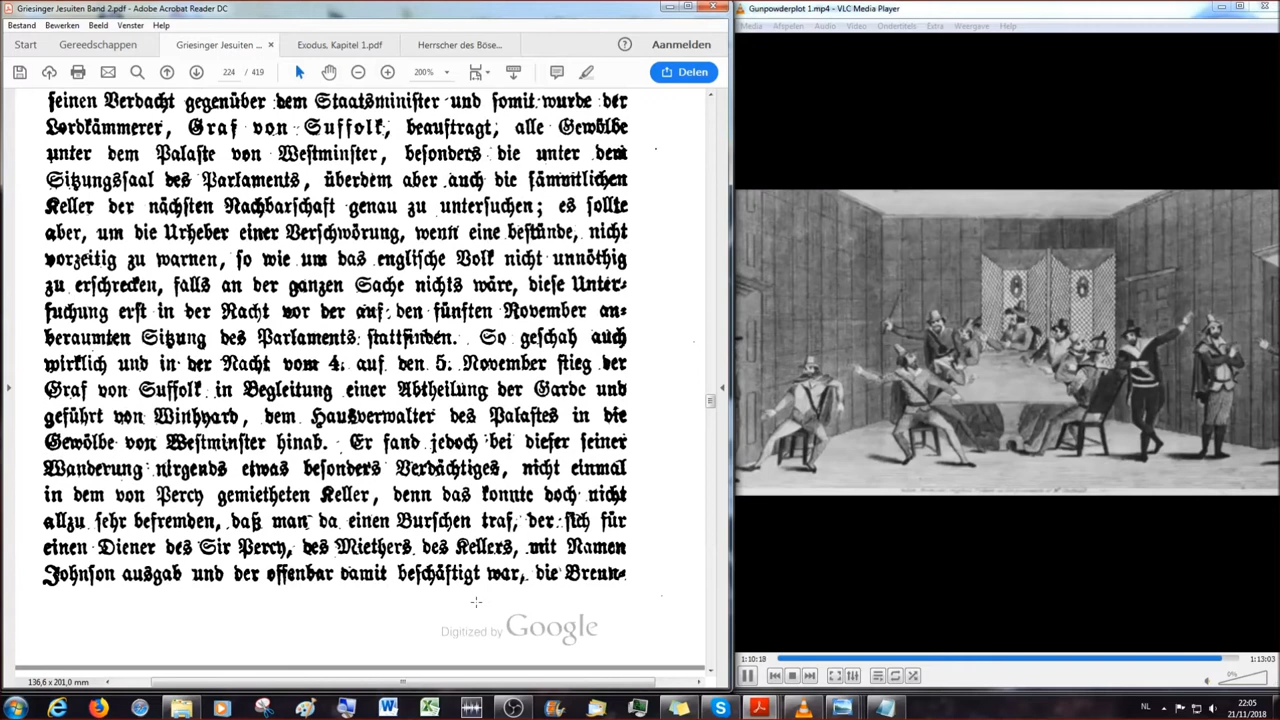 Griesinger Jesuiten Band 2.pdf - Adobe Acrobat Reader DC
Bestand Bewerken Beeld Venster Help
Start Gereedschappen Griesinger Jesuiten ... × Exodus, Kapitel 1.pdf Herrscher des Böse... Aanmelden
224 / 419 200% Delen
seinen Verdacht gegenüber dem Staatsminister und somit wurde der
Lordkämmerer, Graf von Suffolk, beauftragt, alle Gewölbe
unter dem Palaste von Westminster, besonders die unter dem
Sitzungssaal des Parlaments, überdem aber auch die sämmtlichen
Keller der nächsten Nachbarschaft genau zu untersuchen; es sollte
aber, um die Urheber einer Verschwörung, wenn eine bestünde, nicht
vorzeitig zu warnen, so wie um das englische Volk nicht unnöthig
zu erschrecken, falls an der ganzen Sache nichts wäre, diese Unter-
suchung erst in der Nacht vor der auf den fünften November an-
beraumten Sitzung des Parlaments stattfinden. So geschah auch
wirklich und in der Nacht vom 4. auf den 5. November stieg der
Graf von Suffolk in Begleitung einer Abtheilung der Garde und
geführt von Winhyard, dem Hausverwalter des Palastes in die
Gewölbe von Westminster hinab. Er fand jedoch bei dieser seiner
Wanderung nirgends etwas besonders Verdächtiges, nicht einmal
in dem von Percy gemietheten Keller, denn das konnte doch nicht
allzu sehr befremden, daß man da einen Burschen traf, der sich für
einen Diener des Sir Percy, des Miethers des Kellers, mit Namen
Johnson ausgab und der offenbar damit beschäftigt war, die Brenn-
Digitized by Google
136,6 x 201,0 mm
Gunpowderplot 1.mp4 - VLC Media Player
Media Afspelen Audio Video Ondertitels Extra Weergave Help
1:10:18 1:13:03
0%
NL 22:05
21/11/2018